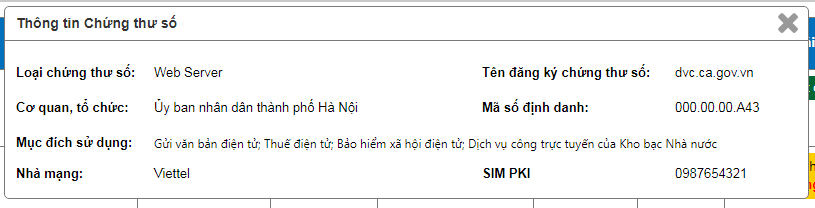 Thông tin Chứng thư số
Loại chứng thư số: Web Server Tên đăng ký chứng thư số: dvc.ca.gov.vn
Cơ quan, tổ chức: Ủy ban nhân dân thành phố Hà Nội Mã số định danh: 000.00.00.A43
Mục đích sử dụng: Gửi văn bản điện tử; Thuế điện tử; Bảo hiểm xã hội điện tử; Dịch vụ công trực tuyến của Kho bạc Nhà nước
Nhà mạng: Viettel SIM PKI 0987654321